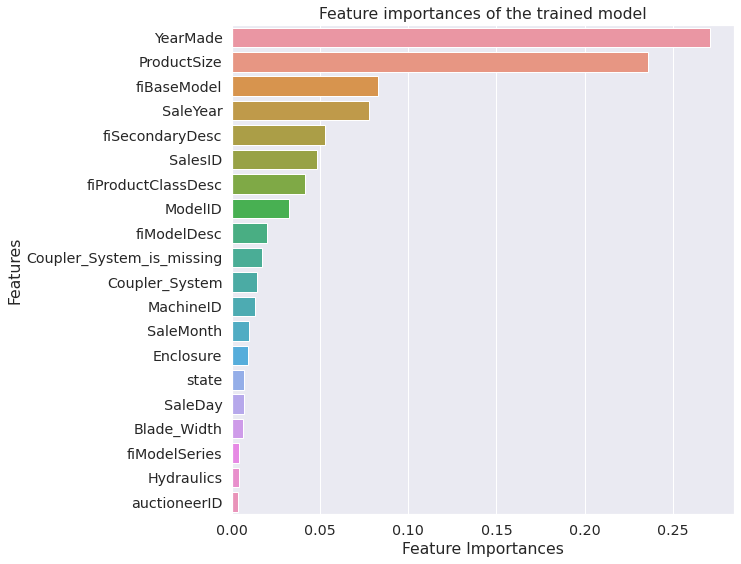 Feature importances of the trained model
YearMade
ProductSize
fiBaseModel
SaleYear
fiSecondaryDesc
SalesID
fiProductClassDesc
ModelID
fiModelDesc
Coupler_System_is_missing
Coupler_System
MachineID
SaleMonth
Enclosure
state
SaleDay
Blade_Width
fiModelSeries
Hydraulics
auctioneerID
Features
0.00 0.05 0.10 0.15 0.20 0.25
Feature Importances